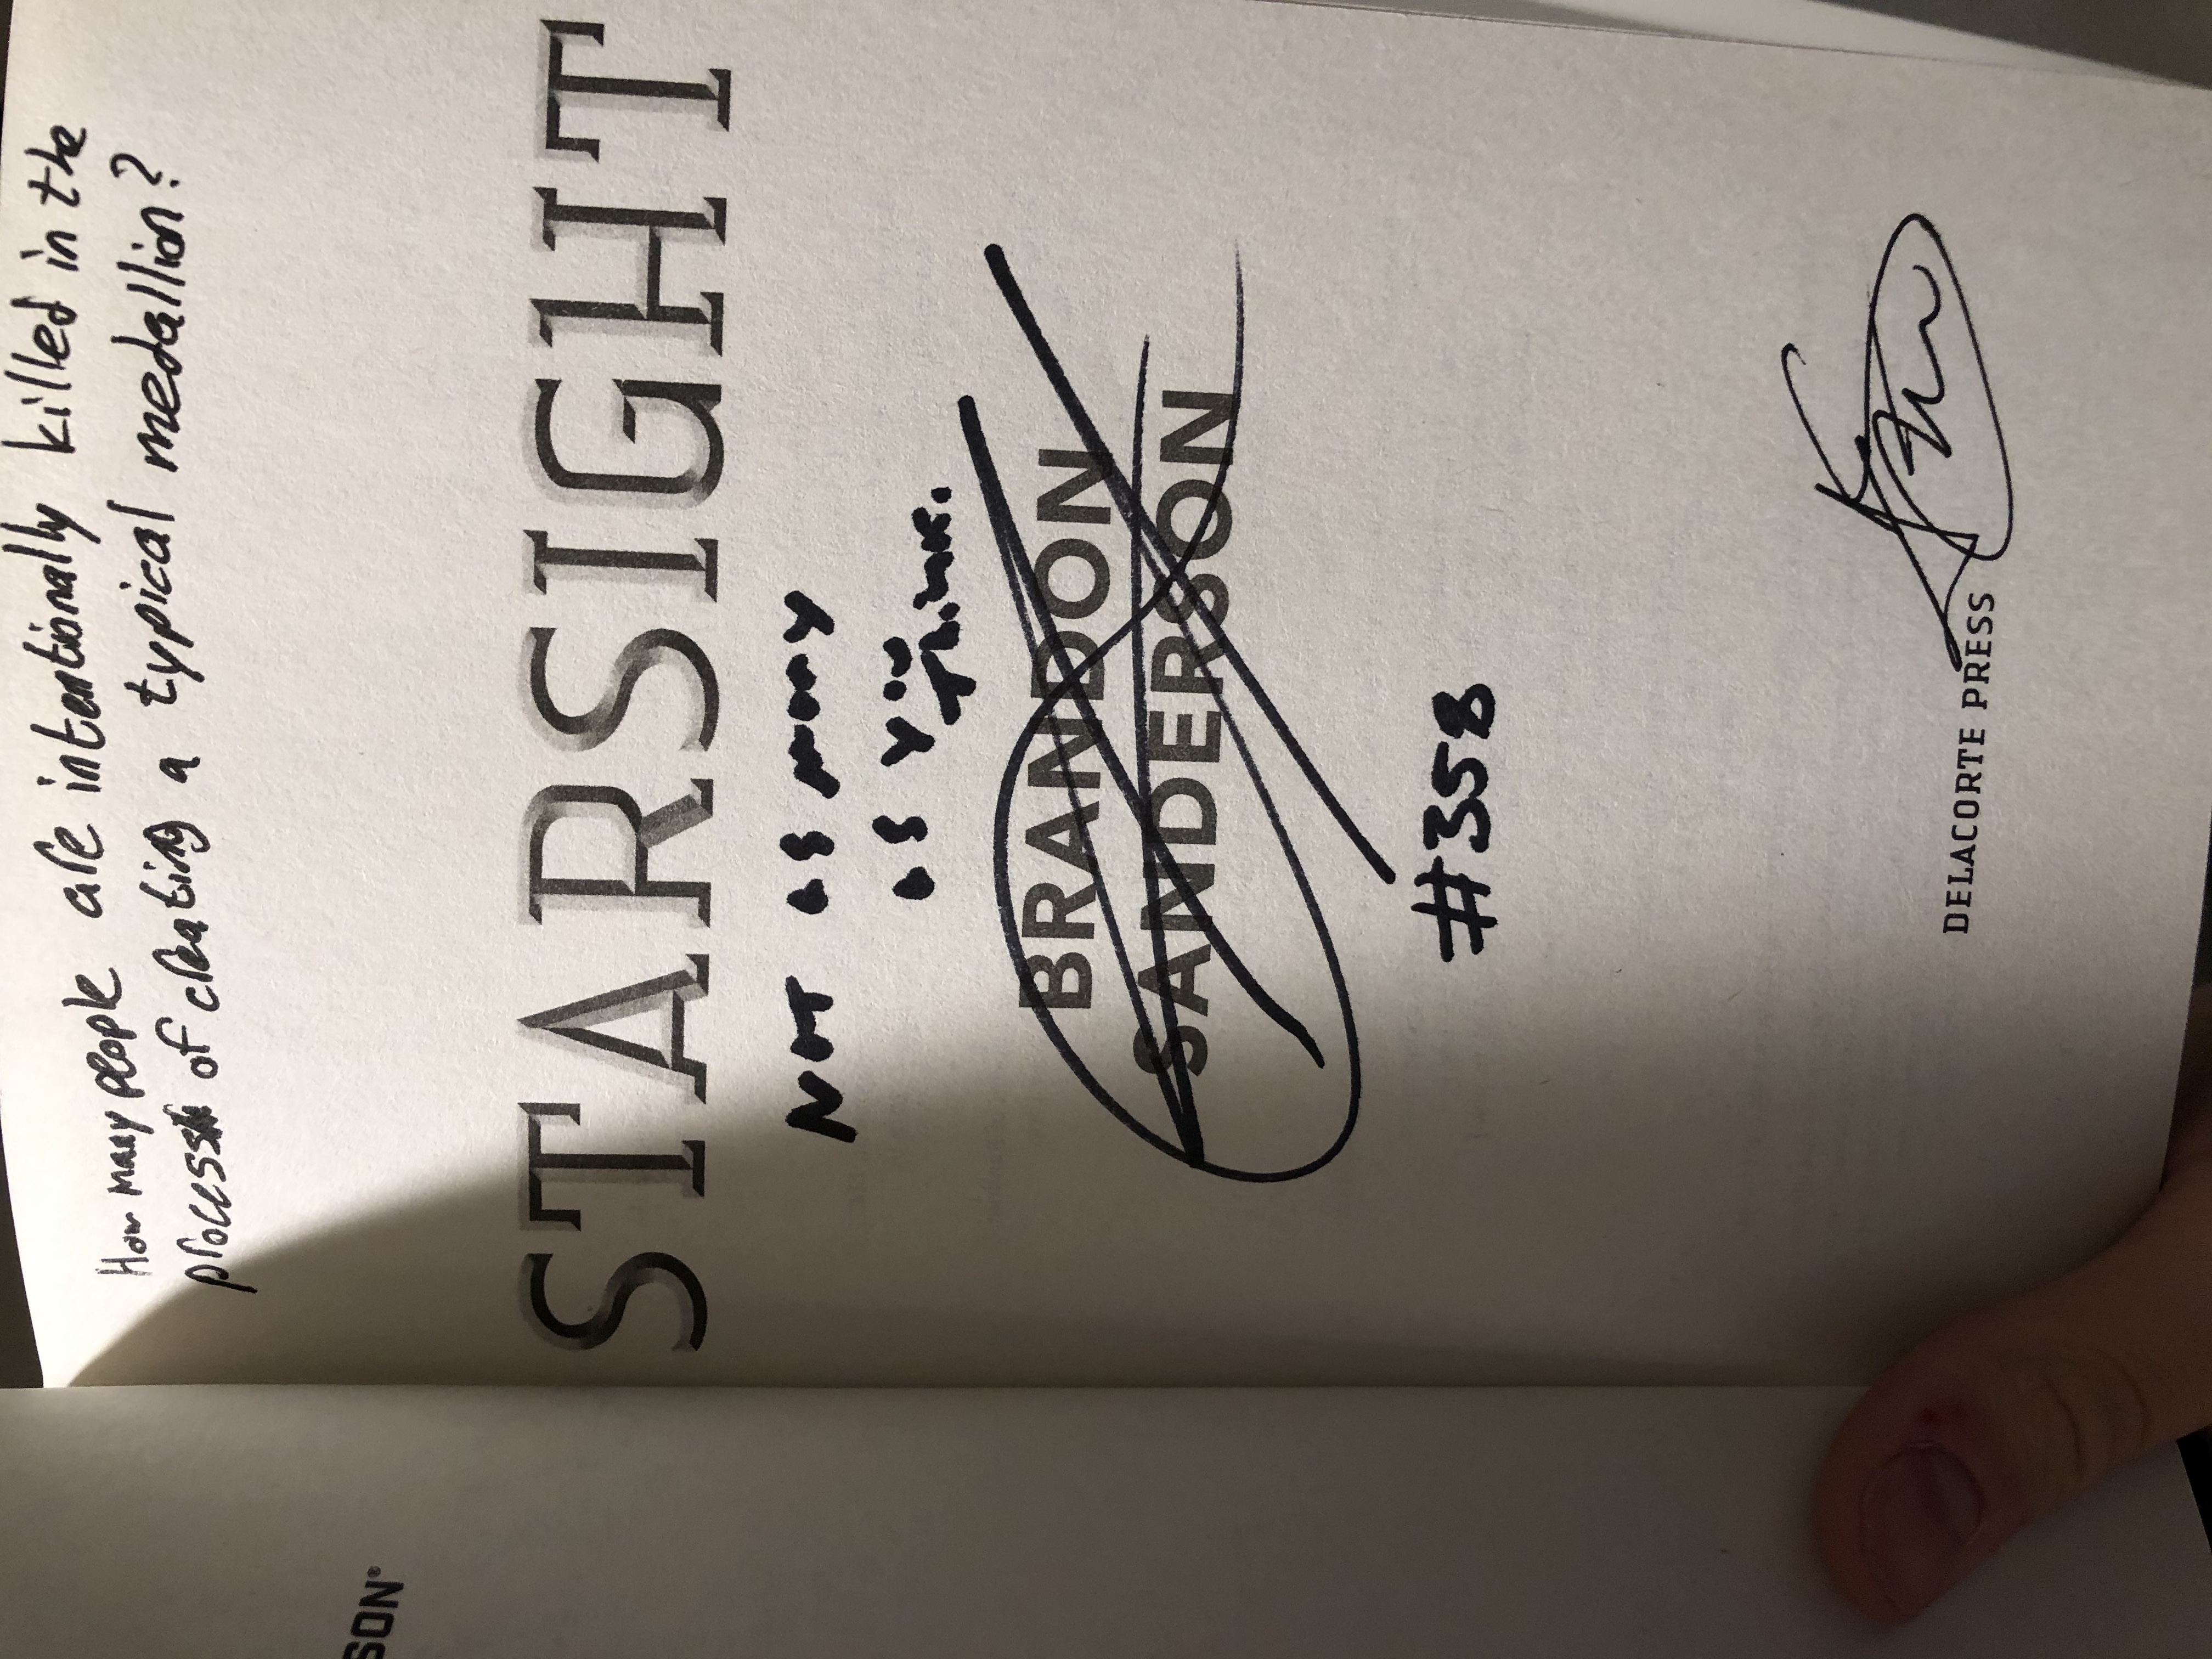 How many people are intentionally killed in the
process of creating a typical medallion?
STARSIGHT
NOT AS MANY
AS YOU
THINK.
BRANDON
SANDERSON
#358
DELACORTE PRESS
SON®